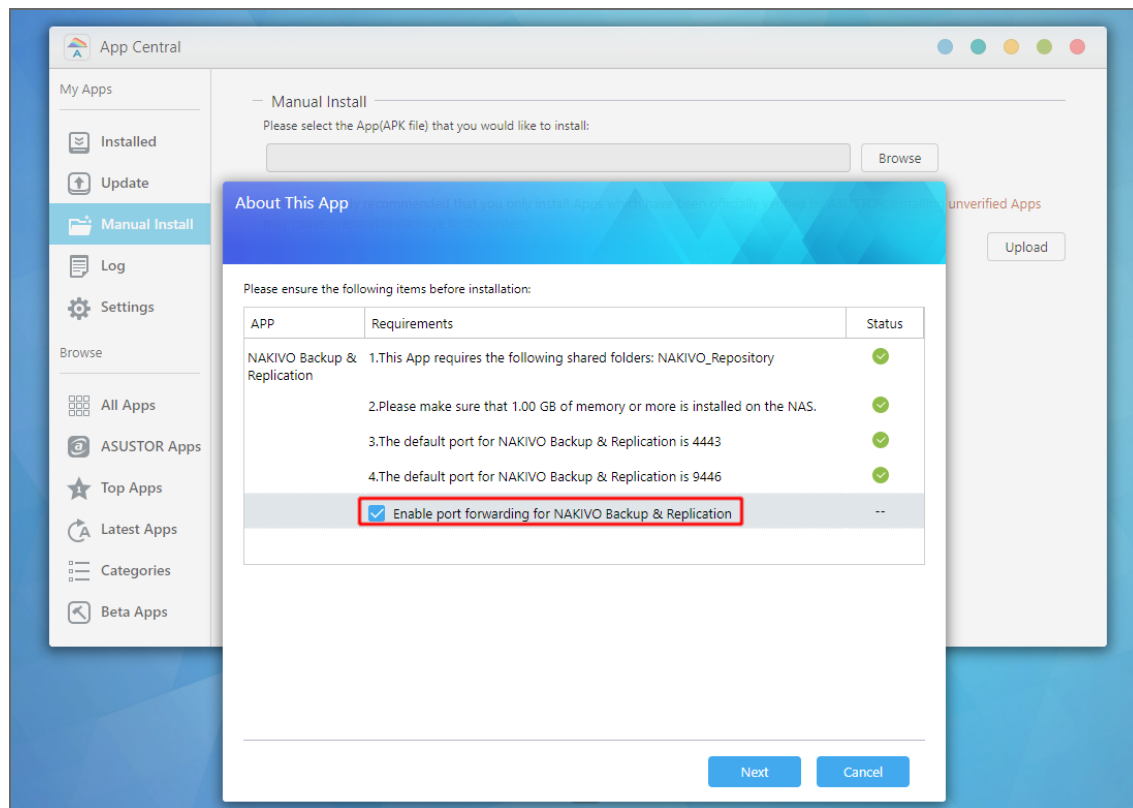 App Central
My Apps
Installed
Update
Manual Install
Log
Settings
Browse
All Apps
ASUSTOR Apps
Top Apps
Latest Apps
Categories
Beta Apps
Manual Install
Please select the App(APK file) that you would like to install:
Browse
unverified Apps
Upload
About This App
Please ensure the following items before installation:
APP Requirements Status
NAKIVO Backup & 1.This App requires the following shared folders: NAKIVO_Repository
Replication
2.Please make sure that 1.00 GB of memory or more is installed on the NAS.
3.The default port for NAKIVO Backup & Replication is 4443
4.The default port for NAKIVO Backup & Replication is 9446
Enable port forwarding for NAKIVO Backup & Replication --
Next
Cancel